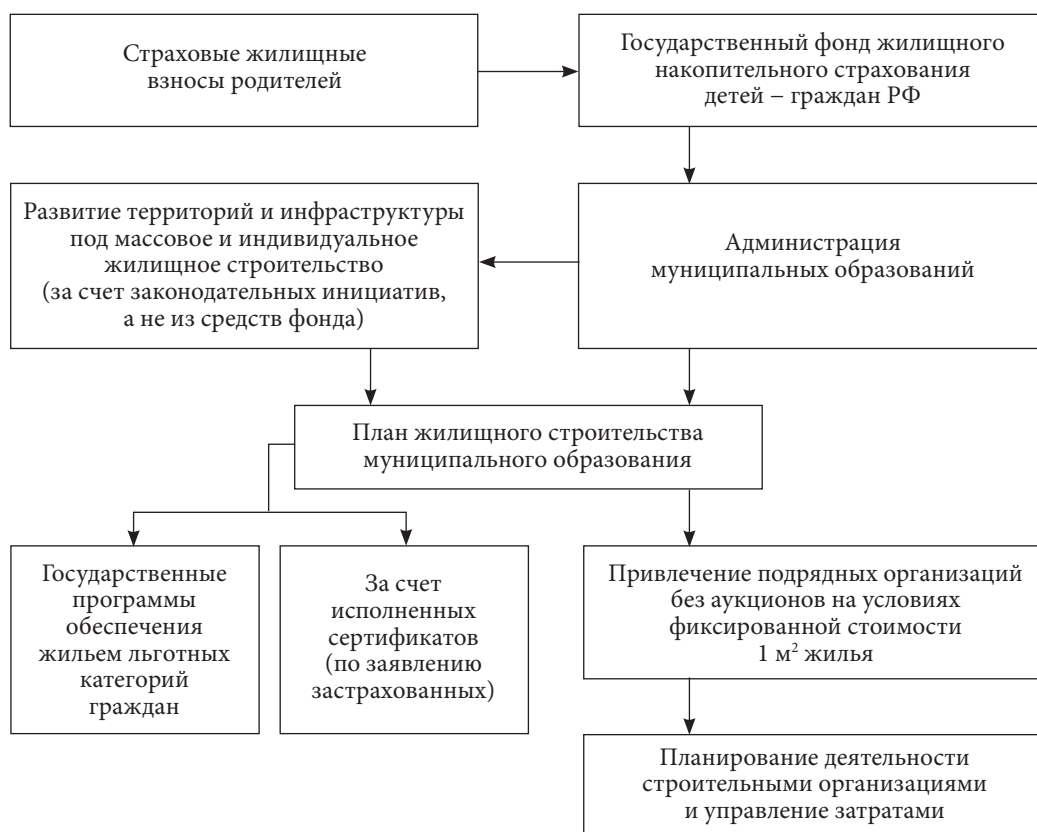 Страховые жилищные
взносы родителей
Государственный фонд жилищного
накопительного страхования
детей – граждан РФ
Развитие территорий и инфраструктуры
под массовое и индивидуальное
жилищное строительство
(за счет законодательных инициатив,
а не из средств фонда)
Администрация
муниципальных образований
План жилищного строительства
муниципального образования
Государственные
программы
обеспечения
жильем льготных
категорий
граждан
За счет
исполненных
сертификатов
(по заявлению
застрахованных)
Привлечение подрядных организаций
без аукционов на условиях
фиксированной стоимости
1 м² жилья
Планирование деятельности
строительными организациями
и управление затратами